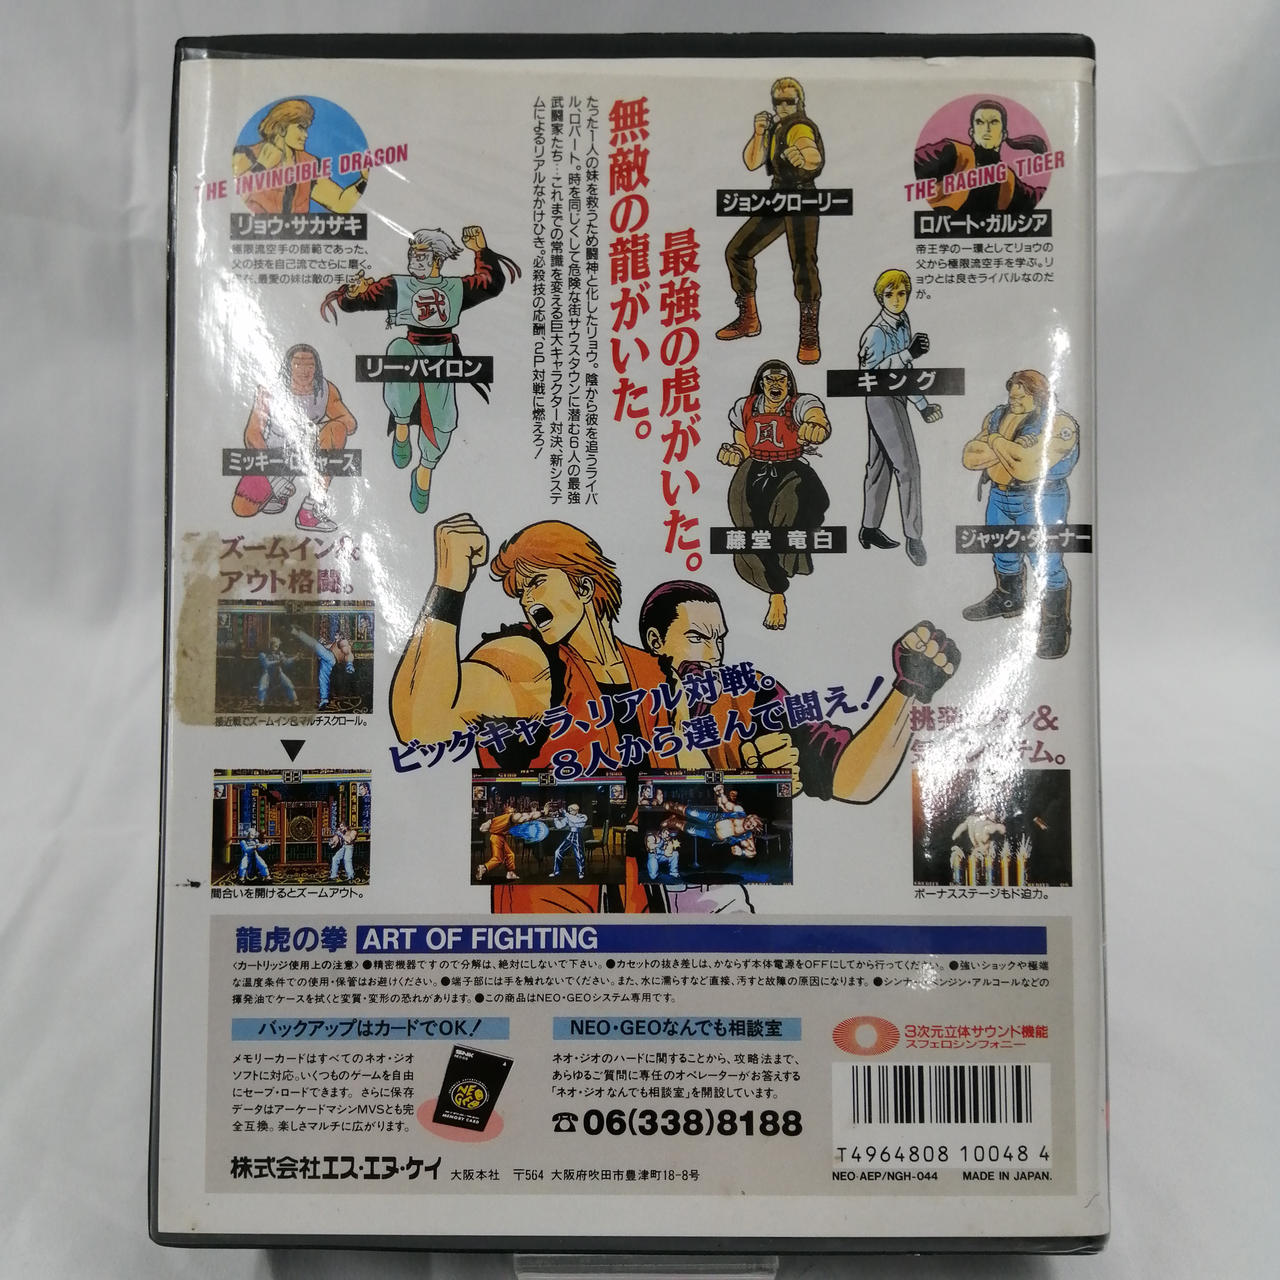 THE INVINCIBLE DRAGON
リョウ・サカザキ
極限流空手の師範であった、
父の技を自己流でさらに磨く。
最愛の妹は敵の手に
リー・パイロン
ミッキー・ロジャース
たった1人の妹を救うため闘神と化したリョウ。陰から彼を追うライバ
ル、ロバート。時を同じくして危険な街サウスタウンに潜む6人の最強
武闘家たち…これまでの常識を変える巨大キャラクター対決、新システ
ムによるリアルなかけひき。必殺技の応酬、2P対戦に燃えろ!
無敵の龍がいた。
最強の虎がいた。
ジョン・クローリー
THE RAGING TIGER
ロバート・ガルシア
帝王学の一環としてリョウの
父から極限流空手を学ぶ。リ
ョウとは良きライバルなのだ
が。
キング
藤堂 竜白
ジャック・ターナー
武
風
ズームイン&
アウト格闘。
接近戦でズームイン&マルチスクロール。
▼
間合いを開けるとズームアウト。
ビッグキャラ、リアル対戦。
8人から選んで闘え!
挑発ボタン&
気システム。
ボーナスステージもド迫力。
龍虎の拳 ART OF FIGHTING
〈カートリッジ使用上の注意〉●精密機器ですので分解は、絶対にしないで下さい。●カセットの抜き差しは、かならず本体電源をOFFにしてから行ってください。●強いショックや極端
な温度条件での使用・保管はお避けください。●端子部には手を触れないでください。また、水に濡らすなど直接、汚すと故障の原因になります。●シンナー・ベンジン・アルコールなどの
揮発油でケースを拭くと変質・変形の恐れがあります。●この商品はNEO・GEOシステム専用です。
バックアップはカードでOK!
メモリーカードはすべてのネオ・ジオ
ソフトに対応。いくつものゲームを自由
にセーブ・ロードできます。さらに保存
データはアーケードマシンMVSとも完
全互換。楽しさマルチに広がります。
SNK
NEO GEO
MEMORY CARD
NEO・GEOなんでも相談室
ネオ・ジオのハードに関することから、攻略法まで、
あらゆるご質問に専任のオペレーターがお答えする
「ネオ・ジオなんでも相談室」を開設しています。
☎06(338)8188
3次元立体サウンド機能
スフェロシンフォニー
T4964808 10048 4
NEO・AEP/NGH-044 MADE IN JAPAN.
株式会社エス・エヌ・ケイ 大阪本社 〒564 大阪府吹田市豊津町18-8号